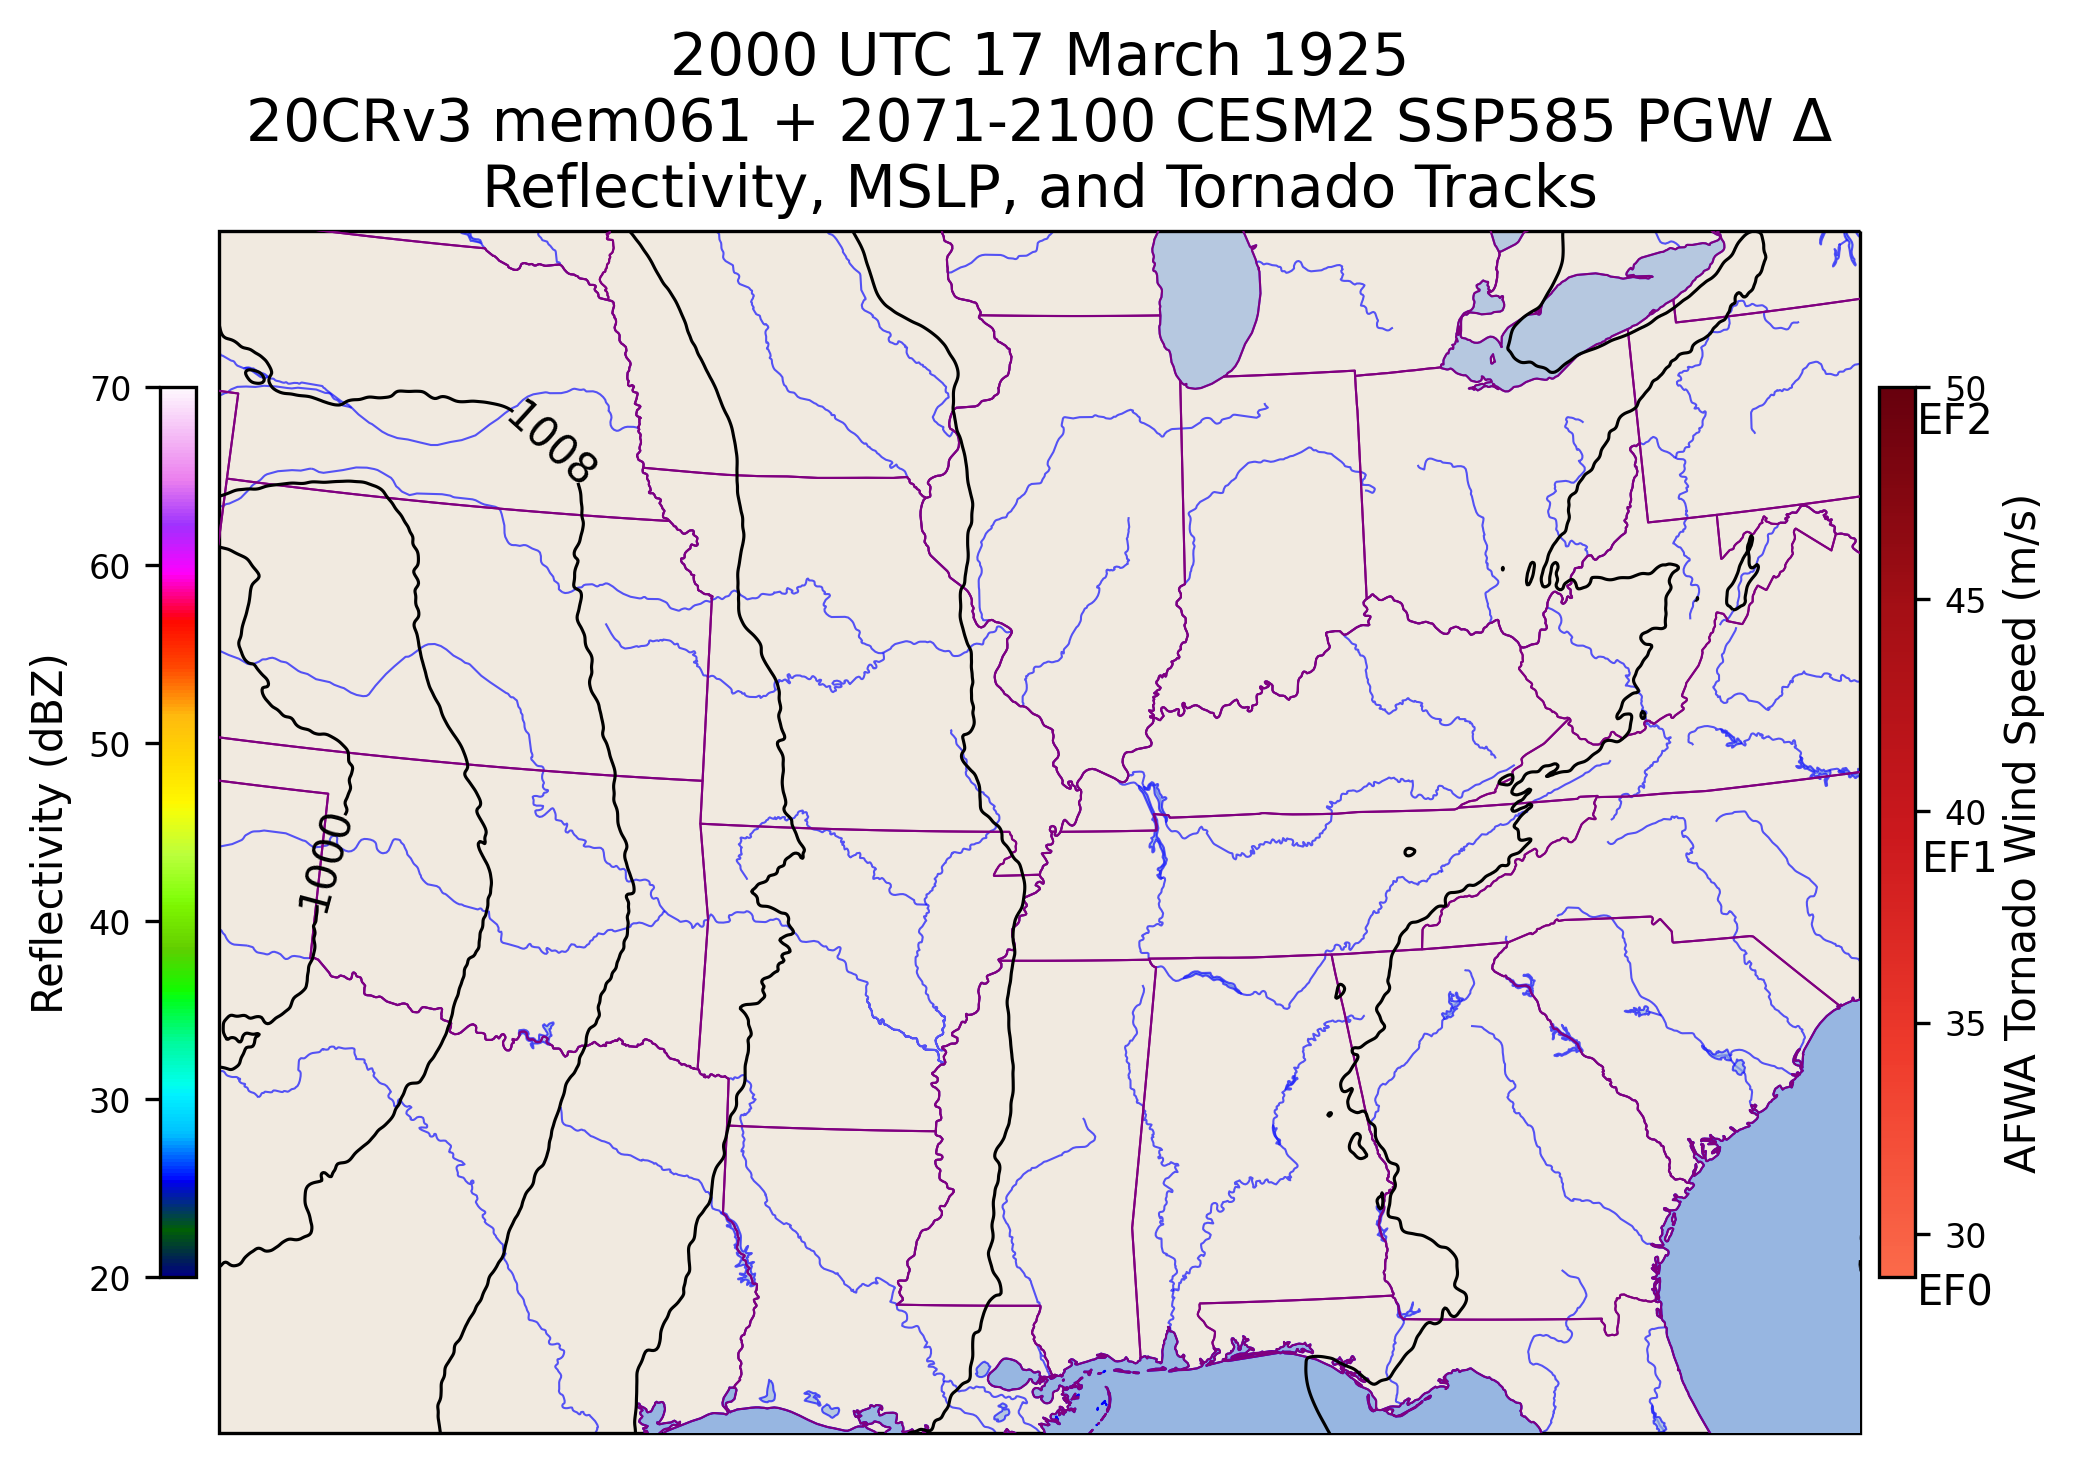 2000 UTC 17 March 1925
20CRv3 mem061 + 2071-2100 CESM2 SSP585 PGW Δ
Reflectivity, MSLP, and Tornado Tracks
Reflectivity (dBZ)
70
60
50
40
30
20
1008
1000
50
EF2
45
40
EF1
35
30
EF0
AFWA Tornado Wind Speed (m/s)